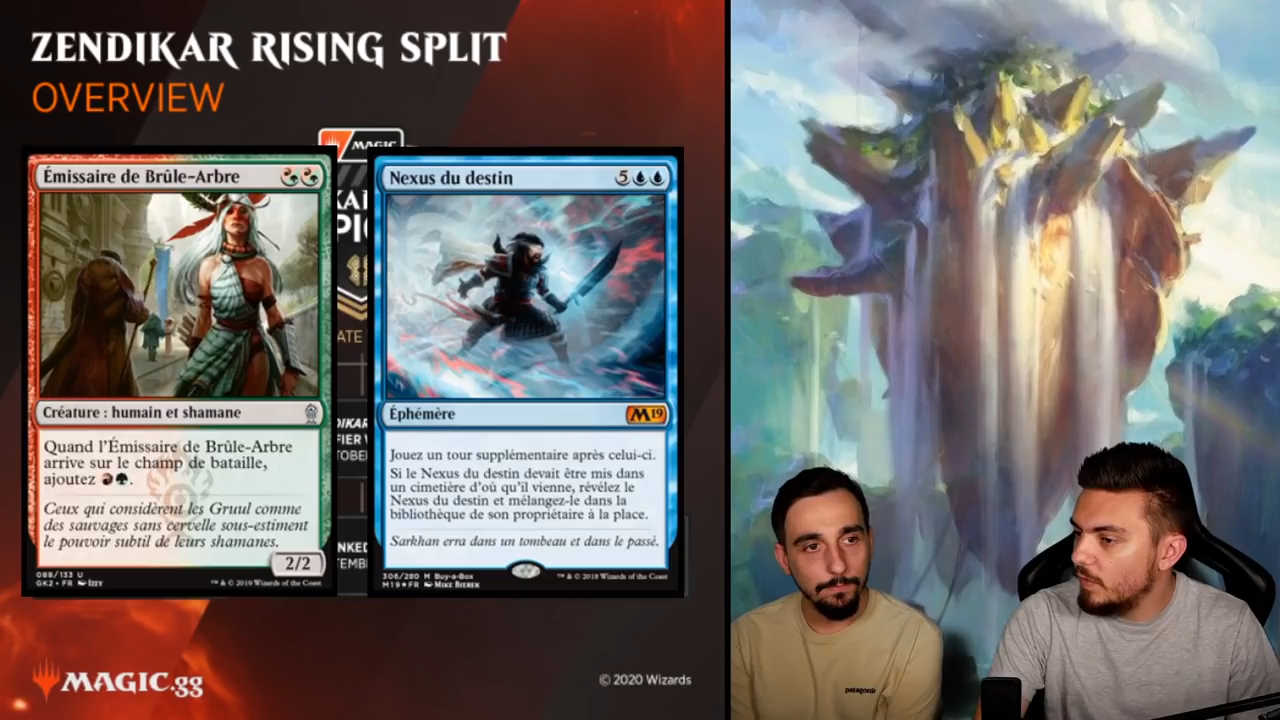 ZENDIKAR RISING SPLIT
OVERVIEW
MAGIC
Émissaire de Brûle-Arbre
Créature : humain et shamane
Quand l'Émissaire de Brûle-Arbre
arrive sur le champ de bataille,
ajoutez
Ceux qui considèrent les Gruul comme
des sauvages sans cervelle sous-estiment
le pouvoir subtil de leurs shamanes.
2/2
088/133 U
GK2 • FR IZZY
™ & © 2019 Wizards of the Coast
Nexus du destin
5
Éphémère
M19
Jouez un tour supplémentaire après celui-ci.
Si le Nexus du destin devait être mis dans
un cimetière d'où qu'il vienne, révélez le
Nexus du destin et mélangez-le dans la
bibliothèque de son propriétaire à la place.
Sarkhan erra dans un tombeau et dans le passé.
306/280 M Buy-a-Box
M19 • FR MIKE BIEREK
™ & © 2018 Wizards of the Coast
MAGIC.gg
© 2020 Wizards
patagonia